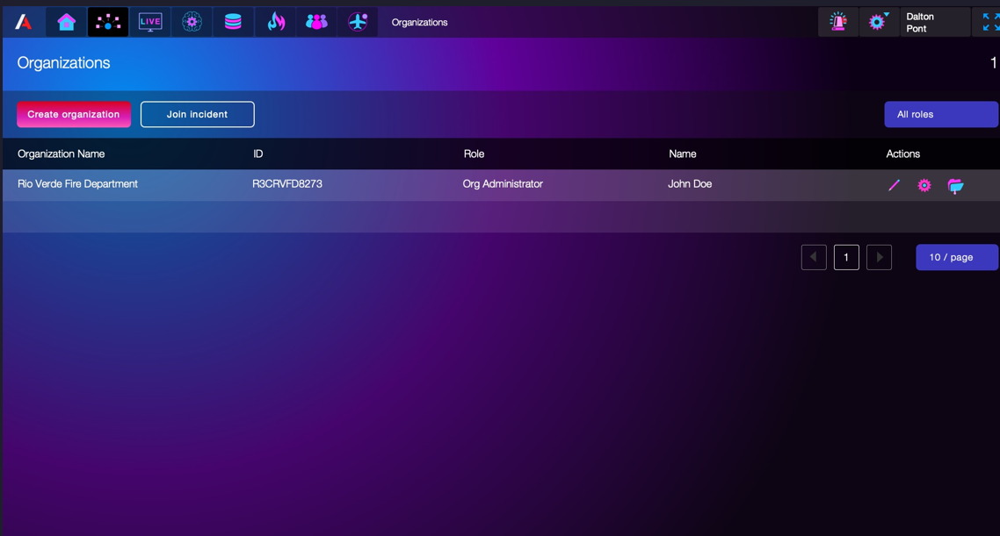 LIVE
Organizations
Dalton
Pont
Organizations
1
Create organization
Join incident
All roles
Organization Name ID Role Name Actions
Rio Verde Fire Department R3CRVFD8273 Org Administrator John Doe
1
10 / page